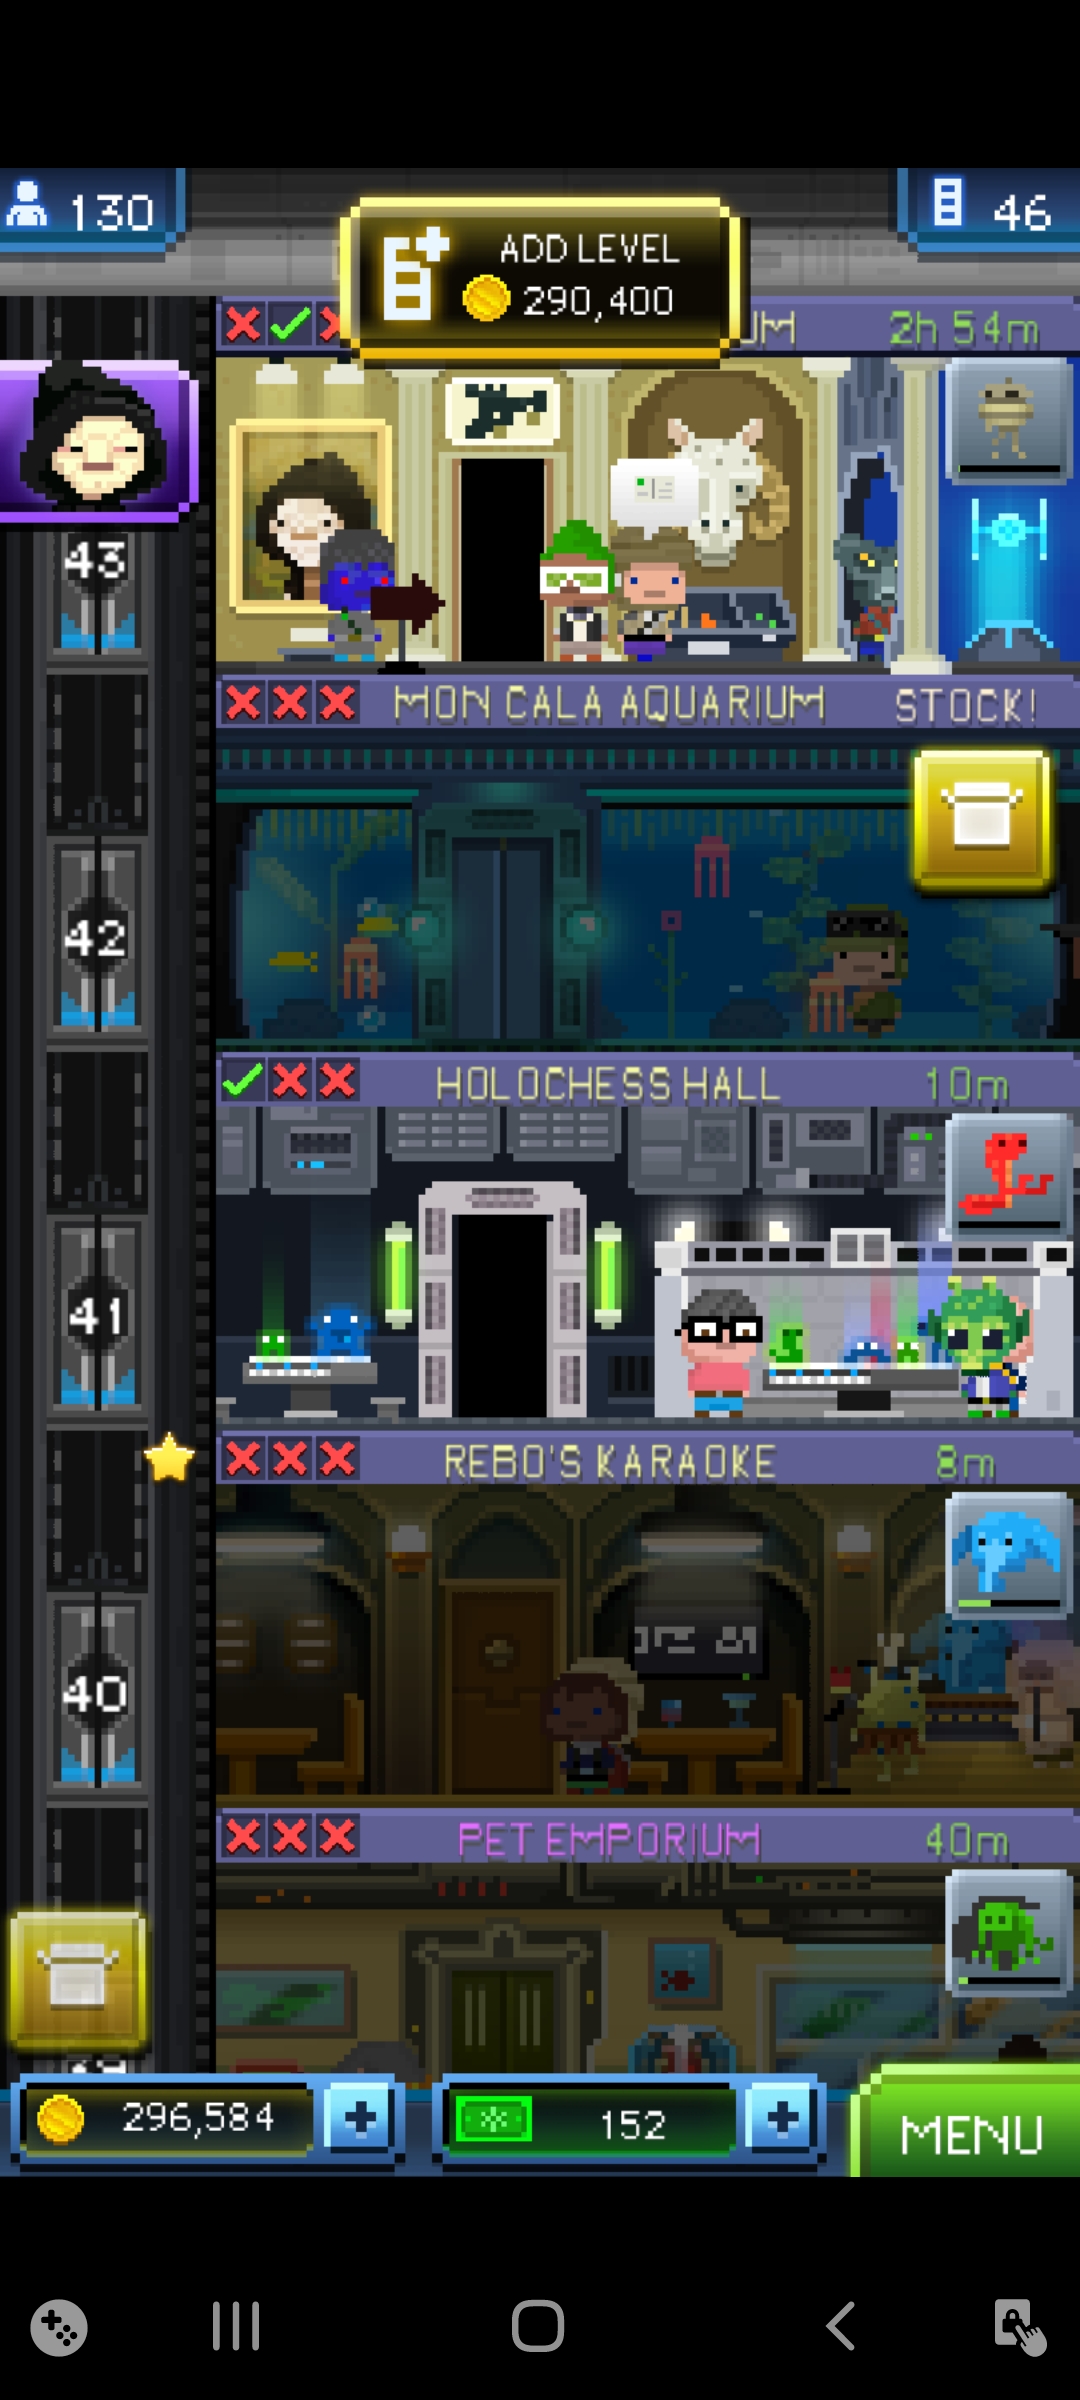 130
46
ADD LEVEL
290,400
UM
2h 54m
43
MON CALA AQUARIUM
STOCK!
42
HOLOCHESS HALL
10m
41
REBO'S KARAOKE
8m
40
PET EMPORIUM
40m
296,584
152
MENU